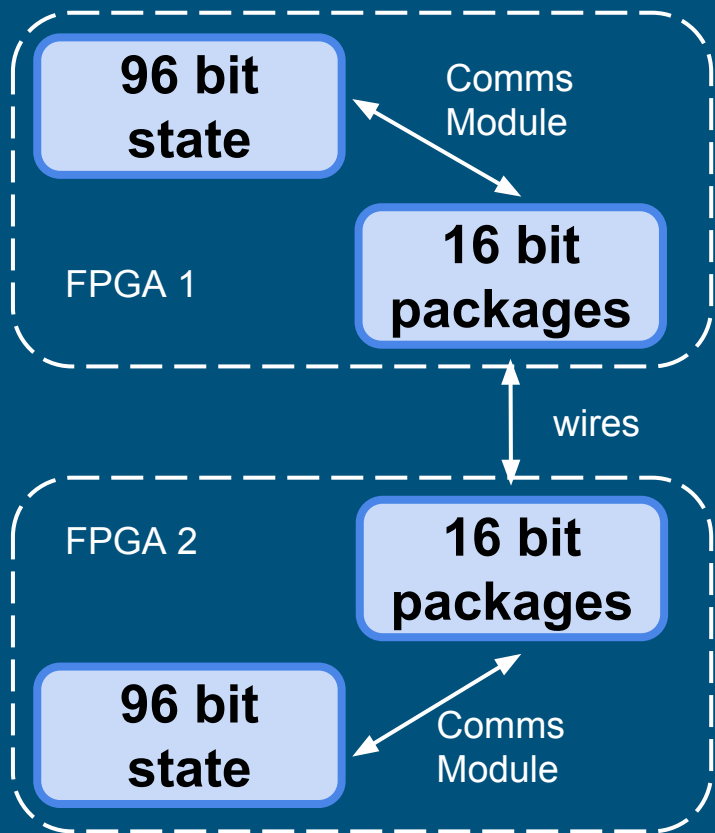 96 bit
state
Comms
Module
FPGA 1
16 bit
packages
wires
FPGA 2
16 bit
packages
96 bit
state
Comms
Module